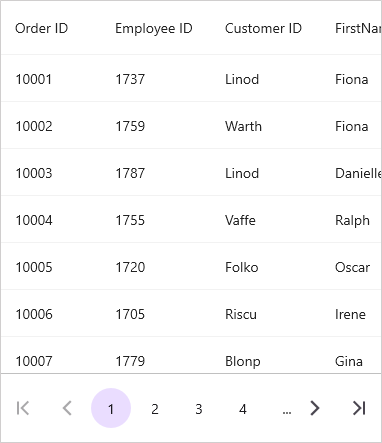 Order ID Employee ID Customer ID FirstNa
10001 1737 Linod Fiona
10002 1759 Warth Fiona
10003 1787 Linod Danielle
10004 1755 Vaffe Ralph
10005 1720 Folko Oscar
10006 1705 Riscu Irene
10007 1779 Blonp Gina
1 2 3 4 ...